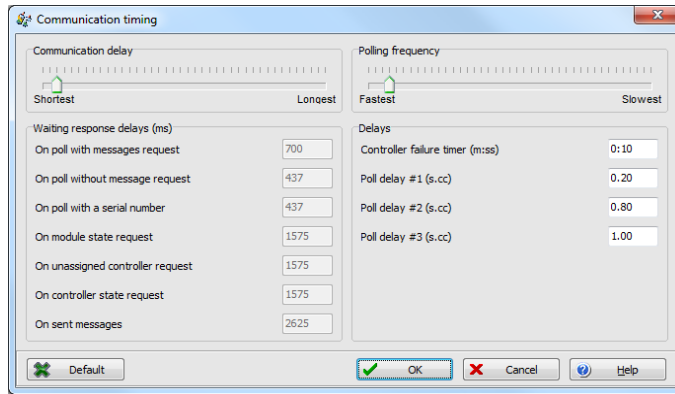 Communication timing
Communication delay
Shortest Longest
Polling frequency
Fastest Slowest
Waiting response delays (ms)
On poll with messages request 700
On poll without message request 437
On poll with a serial number 437
On module state request 1575
On unassigned controller request 1575
On controller state request 1575
On sent messages 2625
Delays
Controller failure timer (m:ss) 0:10
Poll delay #1 (s.cc) 0.20
Poll delay #2 (s.cc) 0.80
Poll delay #3 (s.cc) 1.00
Default OK Cancel Help